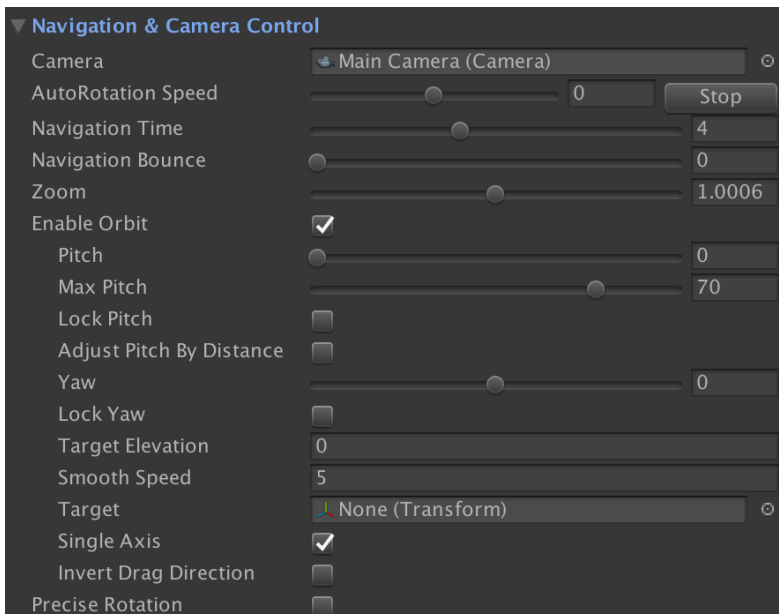 Navigation & Camera Control
Camera Main Camera (Camera)
AutoRotation Speed 0 Stop
Navigation Time 4
Navigation Bounce 0
Zoom 1.0006
Enable Orbit
Pitch 0
Max Pitch 70
Lock Pitch
Adjust Pitch By Distance
Yaw 0
Lock Yaw
Target Elevation 0
Smooth Speed 5
Target None (Transform)
Single Axis
Invert Drag Direction
Precise Rotation